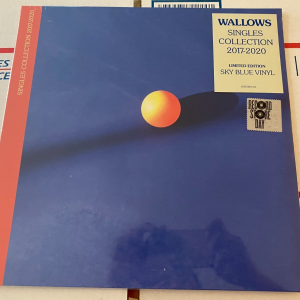 SINGLES COLLECTION 2017-2020
WALLOWS
SINGLES
COLLECTION
2017-2020
LIMITED EDITION
SKY BLUE VINYL
RECORD
STORE
DAY